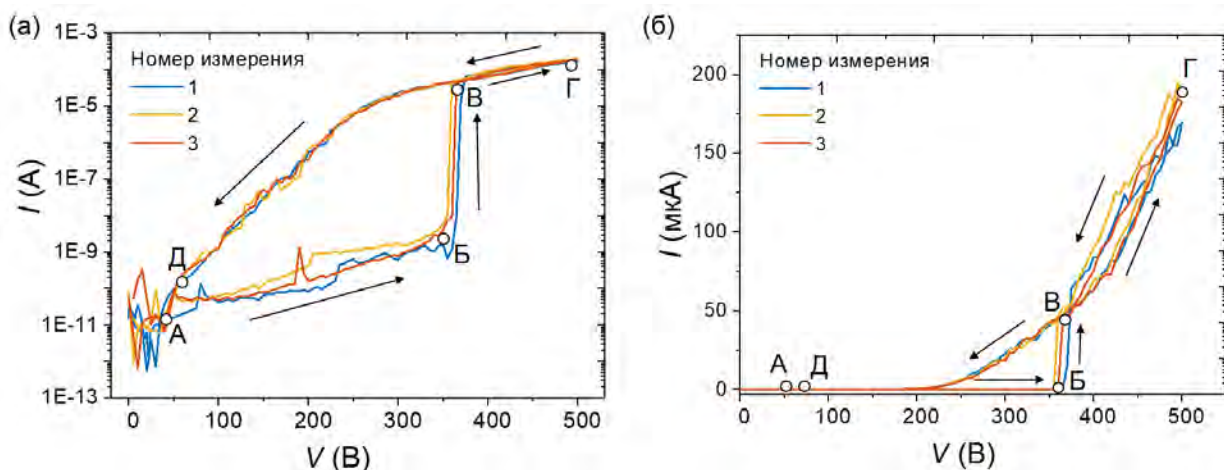 (а)
1E-3
1E-5
1E-7
1E-9
1E-11
1E-13
I (А)
Номер измерения
1
2
3
Д
А
Б
В
Г
0 100 200 300 400 500
V (В)
(б)
200
150
100
50
0
I (мкА)
Номер измерения
1
2
3
Г
В
А Д
Б
0 100 200 300 400 500
V (В)